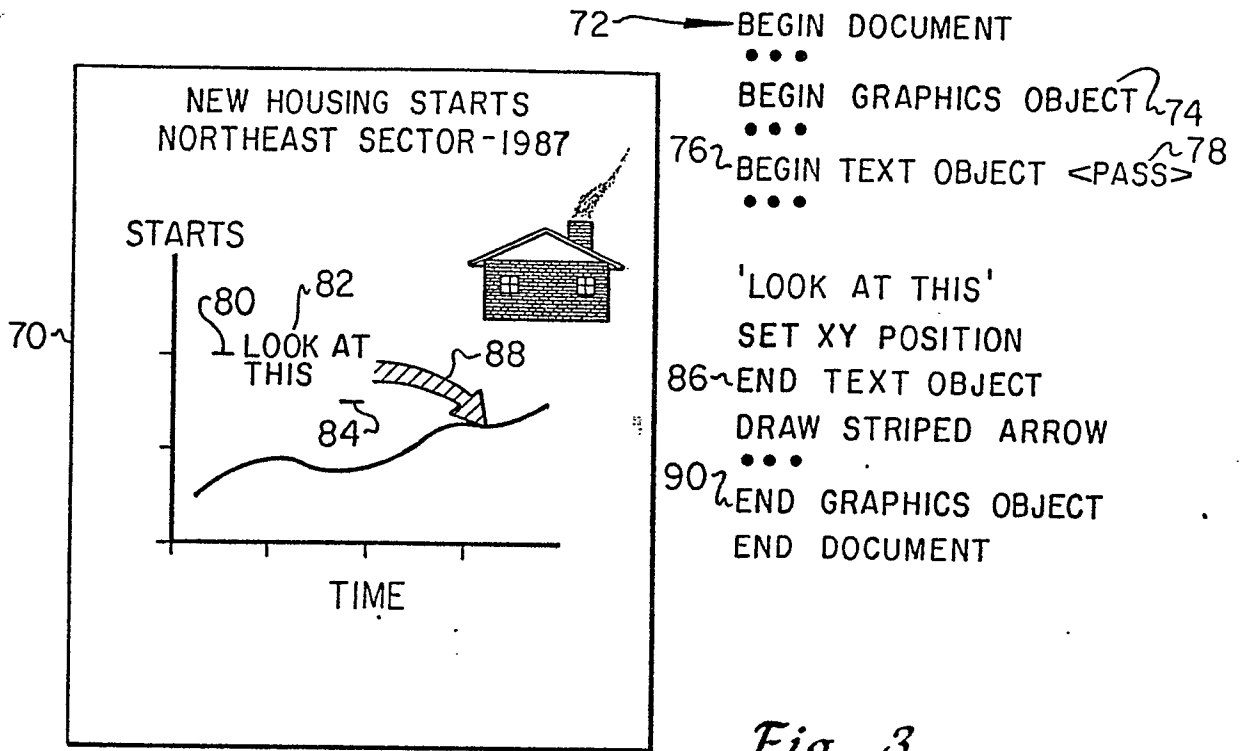 NEW HOUSING STARTS
NORTHEAST SECTOR-1987
STARTS
80
82
70
LOOK AT
THIS
88
84
TIME
72
BEGIN DOCUMENT
•••
BEGIN GRAPHICS OBJECT
74
•••
76
BEGIN TEXT OBJECT <PASS>
78
•••
'LOOK AT THIS'
SET XY POSITION
86
END TEXT OBJECT
DRAW STRIPED ARROW
•••
90
END GRAPHICS OBJECT
END DOCUMENT
Fig. 3